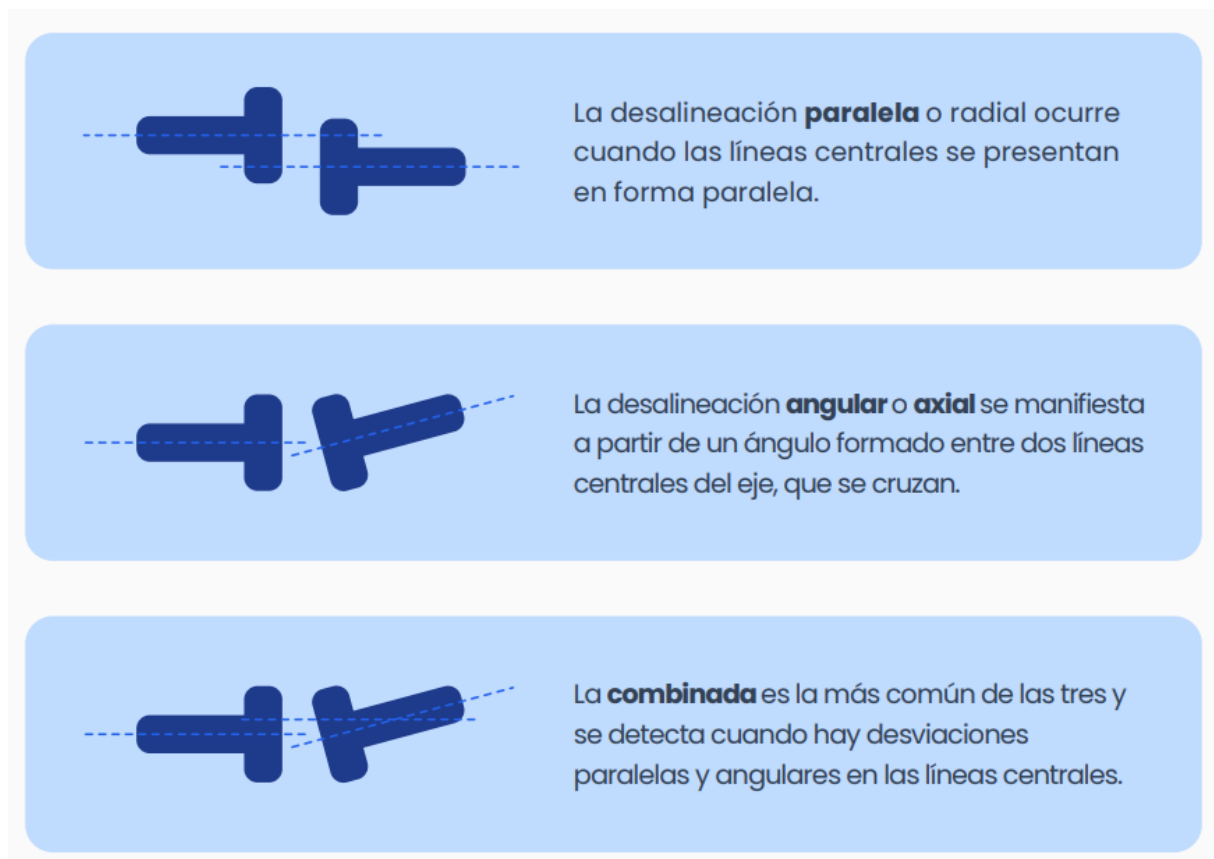 La desalineación paralela o radial ocurre
cuando las líneas centrales se presentan
en forma paralela.
La desalineación angular o axial se manifiesta
a partir de un ángulo formado entre dos líneas
centrales del eje, que se cruzan.
La combinada es la más común de las tres y
se detecta cuando hay desviaciones
paralelas y angulares en las líneas centrales.